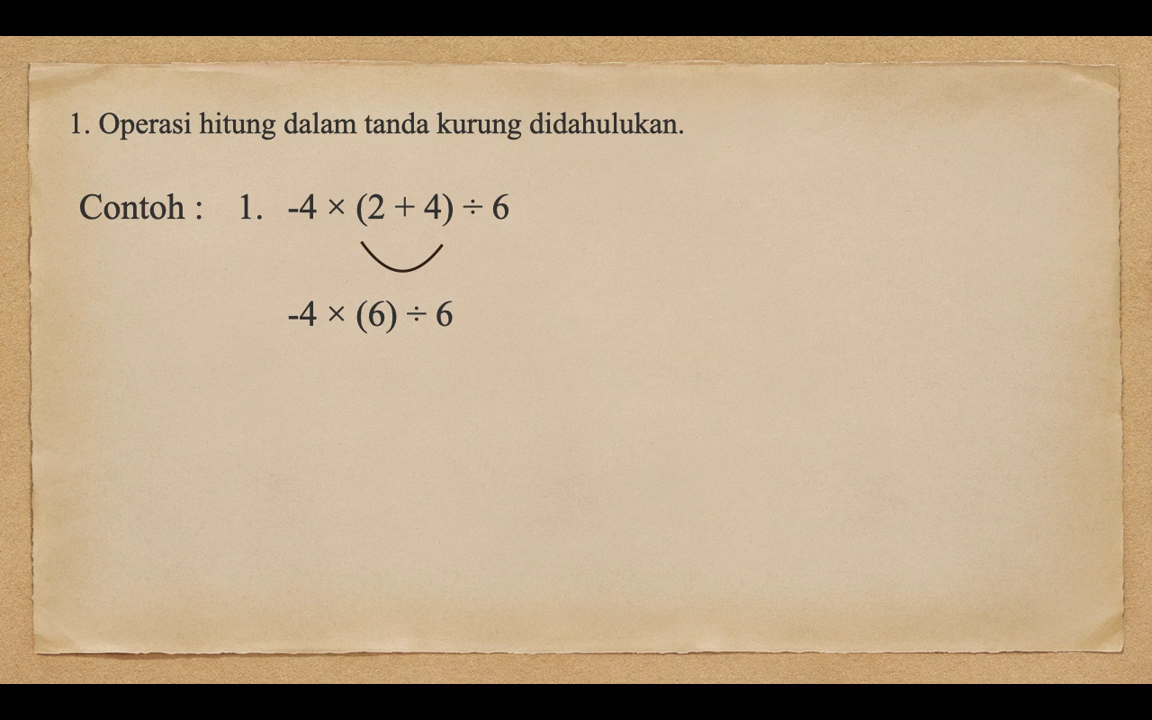 1. Operasi hitung dalam tanda kurung didahulukan.
Contoh : 1. -4 × (2 + 4) ÷ 6
-4 × (6) ÷ 6